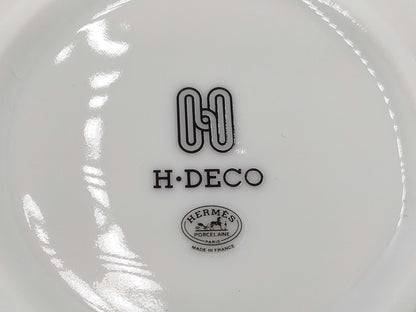 H
H·DECO
HERMÈS
PORCELAINE
PARIS
MADE IN FRANCE